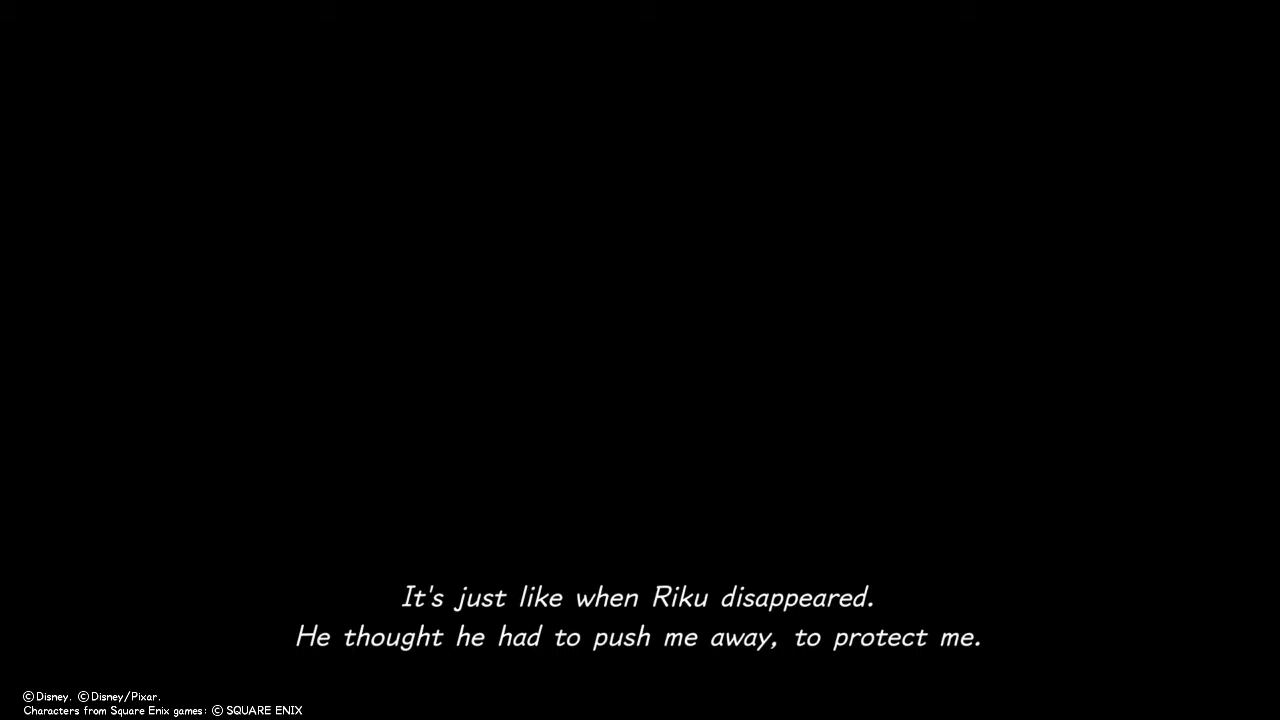 It's just like when Riku disappeared.
He thought he had to push me away, to protect me.
©Disney. ©Disney/Pixar.
Characters from Square Enix games: © SQUARE ENIX